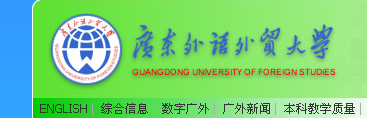 廣东外语外贸大学
GUANGDONG UNIVERSITY OF FOREIGN STUDIES
ENGLISH | 综合信息 数字广外 | 广外新闻 | 本科教学质量 |